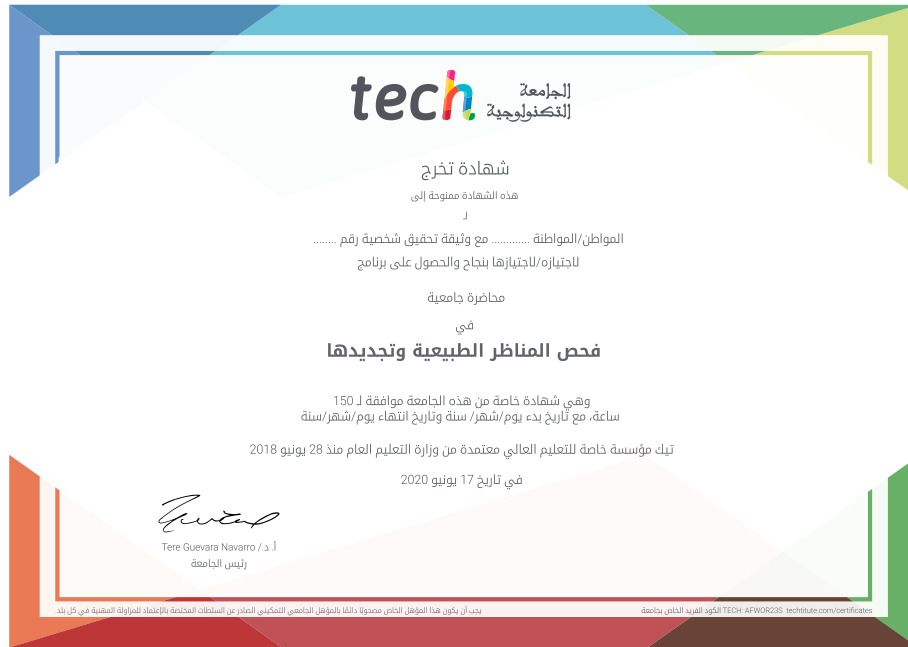 tech الجامعة
التكنولوجية
شهادة تخرج
هذه الشهادة ممنوحة إلى
لـ
المواطن/المواطنة ............ مع وثيقة تحقيق شخصية رقم ........
لاجتيازه/لاجتيازها بنجاح والحصول على برنامج
محاضرة جامعية
في
فحص المناظر الطبيعية وتجديدها
وهي شهادة خاصة من هذه الجامعة موافقة لـ 150
ساعة، مع تاريخ بدء يوم/شهر/ سنة وتاريخ انتهاء يوم/شهر/سنة
تيك مؤسسة خاصة للتعليم العالي معتمدة من وزارة التعليم العام منذ 28 يونيو 2018
في تاريخ 17 يونيو 2020
أ. د./ Tere Guevara Navarro
رئيس الجامعة
يجب أن يكون هذا المؤهل الخاص مصحوبًا دائمًا بالمؤهل الجامعي التمكيني الصادر عن السلطات المختصة بالإعتماد للمزاولة المهنية في كل بلد.
الكود الفريد الخاص بجامعة TECH: AFWOR23S techtitute.com/certificates